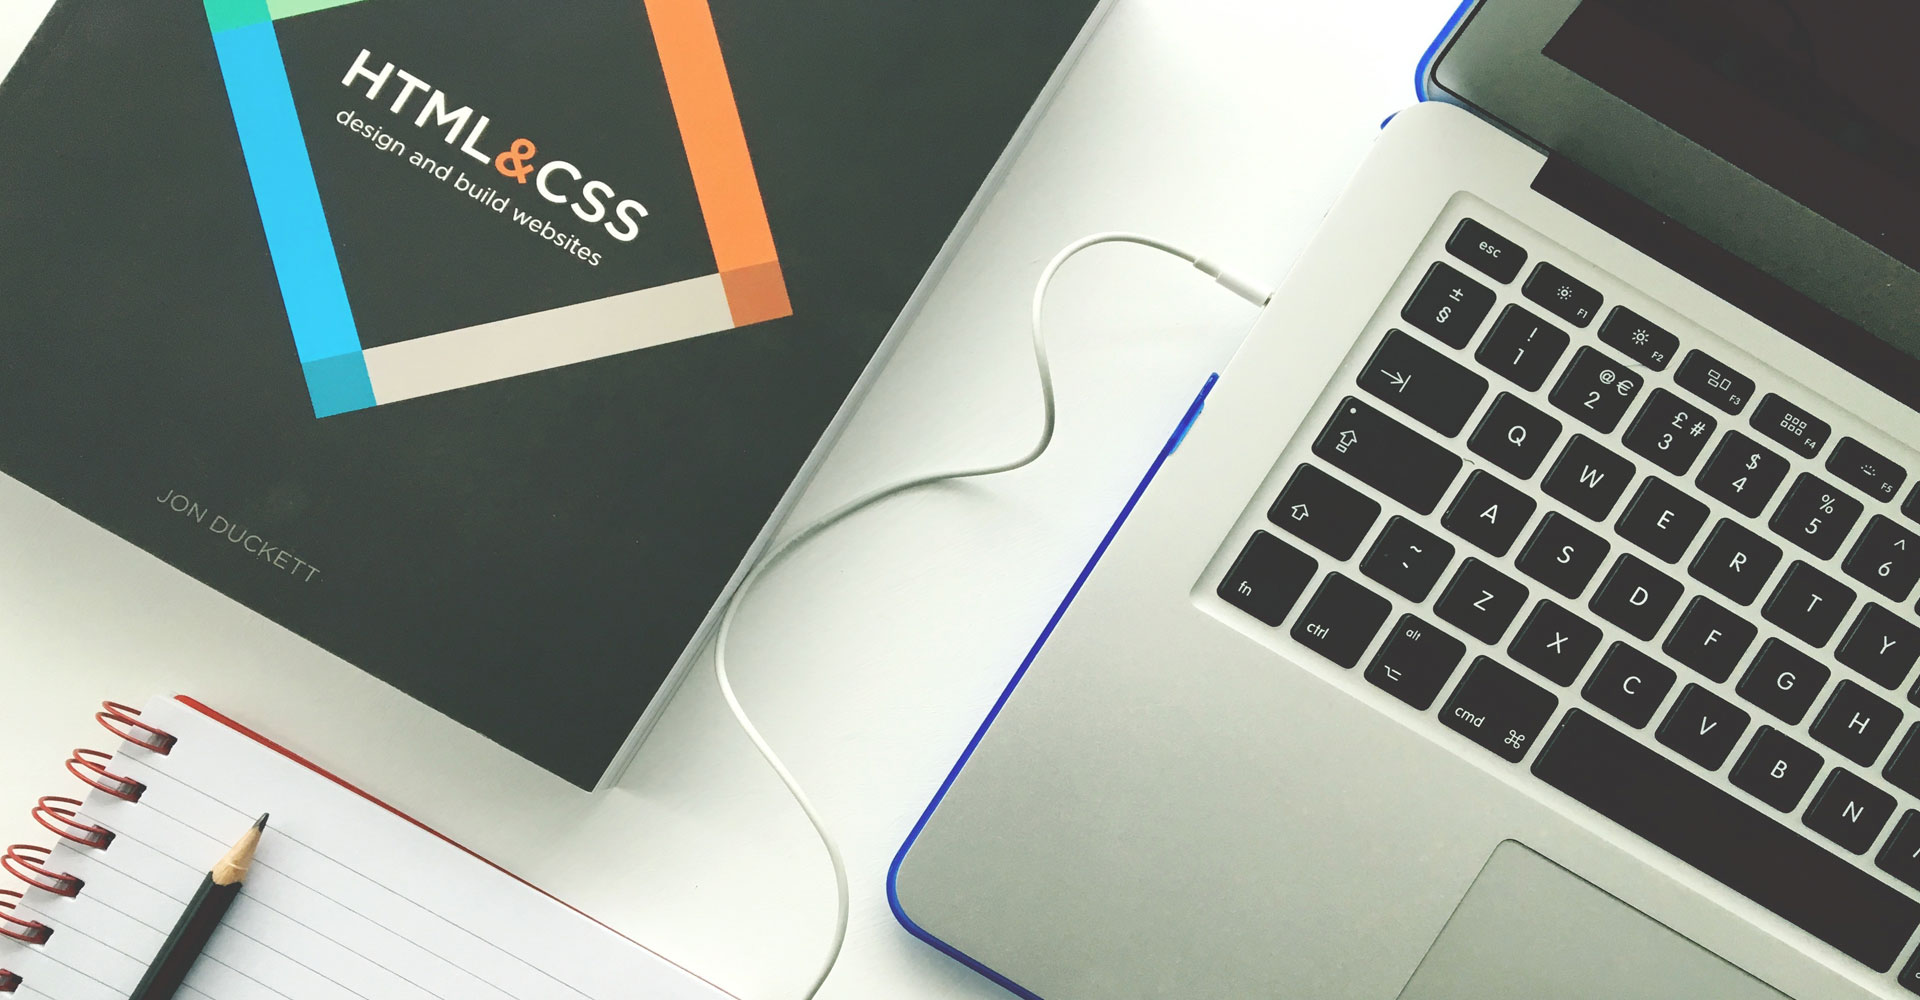 HTML&CSS
design and build websites
JON DUCKETT
esc
F1
F2
F3
F4
F5
±
§
!
1
@ €
2
£ #
3
$
4
%
5
^
6
Q W E R T Y
A S D F G H
~
Z X C V B N
fn ctrl alt cmd ⌘